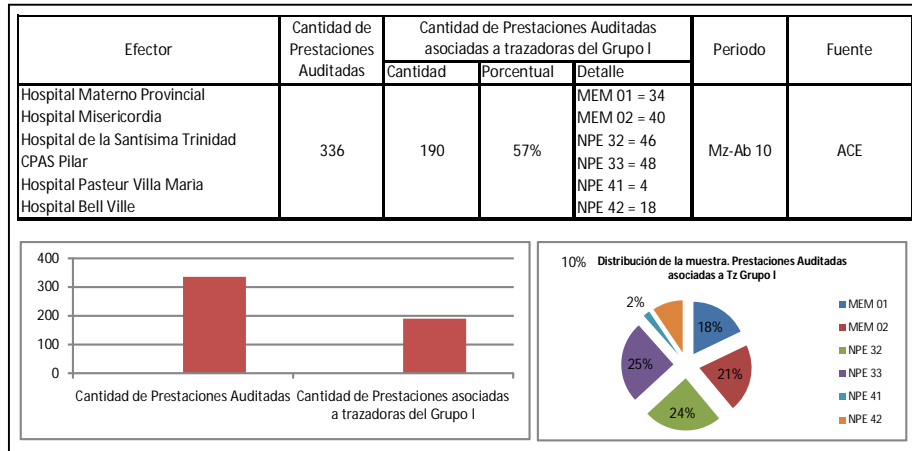 Efector
Cantidad de
Prestaciones
Auditadas
Cantidad de Prestaciones Auditadas
asociadas a trazadoras del Grupo I
Periodo
Fuente
Cantidad
Porcentual
Detalle
Hospital Materno Provincial
Hospital Misericordia
Hospital de la Santísima Trinidad
CPAS Pilar
Hospital Pasteur Villa Marìa
Hospital Bell Ville
336
190
57%
MEM 01 = 34
MEM 02 = 40
NPE 32 = 46
NPE 33 = 48
NPE 41 = 4
NPE 42 = 18
Mz-Ab 10
ACE
400
300
200
100
0
Cantidad de Prestaciones Auditadas
Cantidad de Prestaciones asociadas
a trazadoras del Grupo I
10%
Distribución de la muestra. Prestaciones Auditadas
asociadas a Tz Grupo I
2%
18%
25%
21%
24%
MEM 01
MEM 02
NPE 32
NPE 33
NPE 41
NPE 42